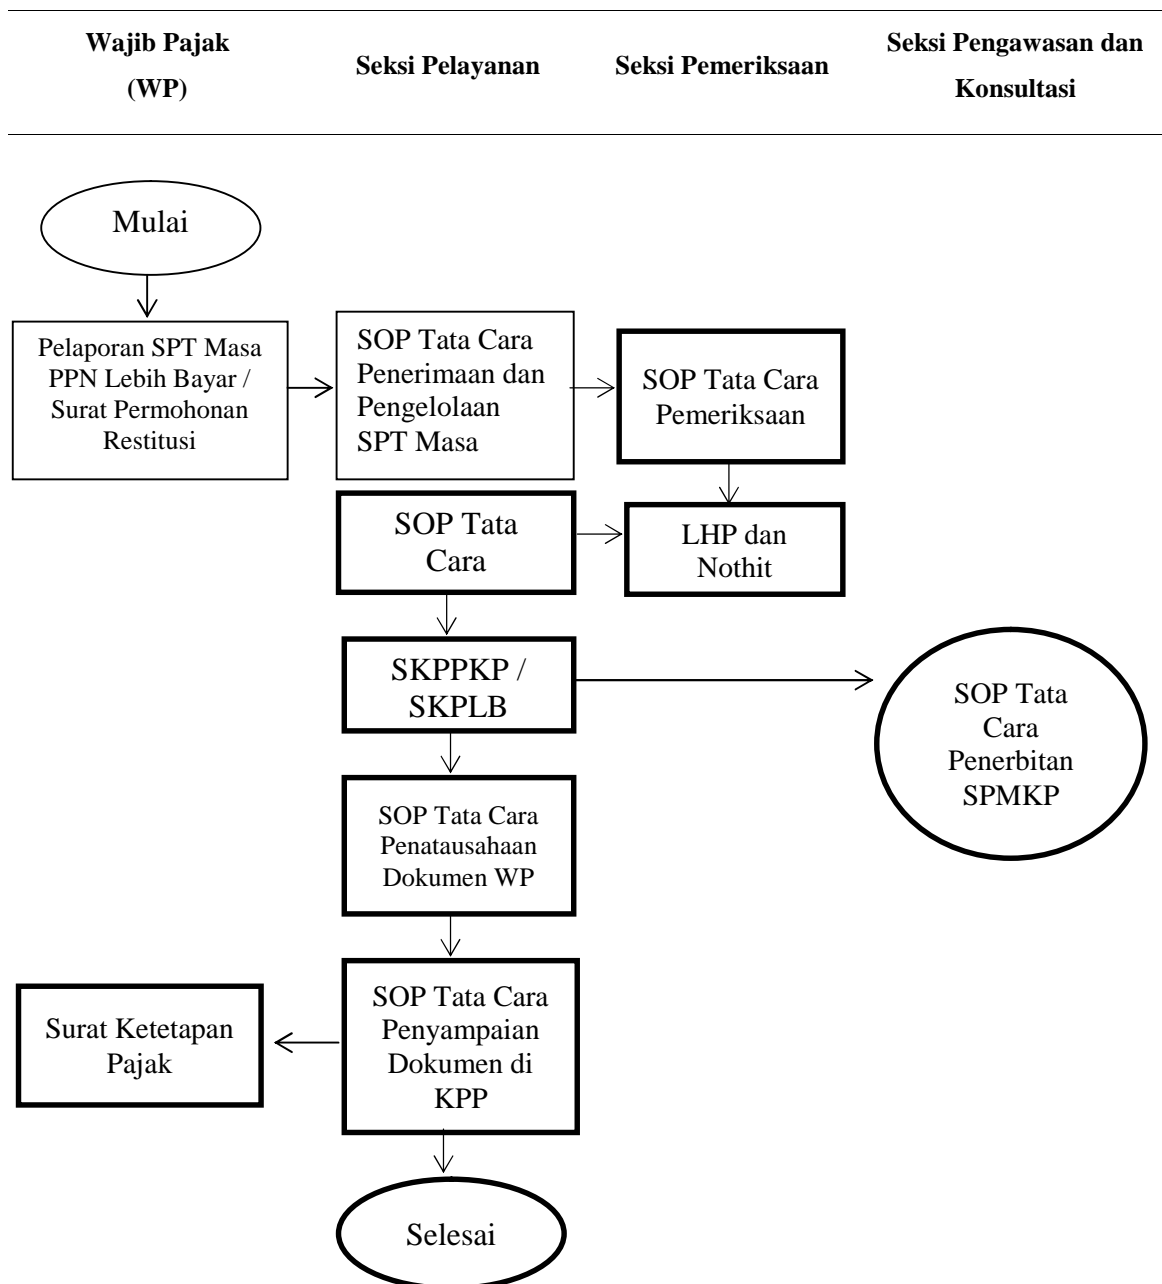 Wajib Pajak
(WP)
Seksi Pelayanan
Seksi Pemeriksaan
Seksi Pengawasan dan
Konsultasi
Mulai
Pelaporan SPT Masa
PPN Lebih Bayar /
Surat Permohonan
Restitusi
SOP Tata Cara
Penerimaan dan
Pengelolaan
SPT Masa
SOP Tata Cara
Pemeriksaan
SOP Tata
Cara
LHP dan
Nothit
SKPPKP /
SKPLB
SOP Tata
Cara
Penerbitan
SPMKP
SOP Tata Cara
Penatausahaan
Dokumen WP
Surat Ketetapan
Pajak
SOP Tata Cara
Penyampaian
Dokumen di
KPP
Selesai